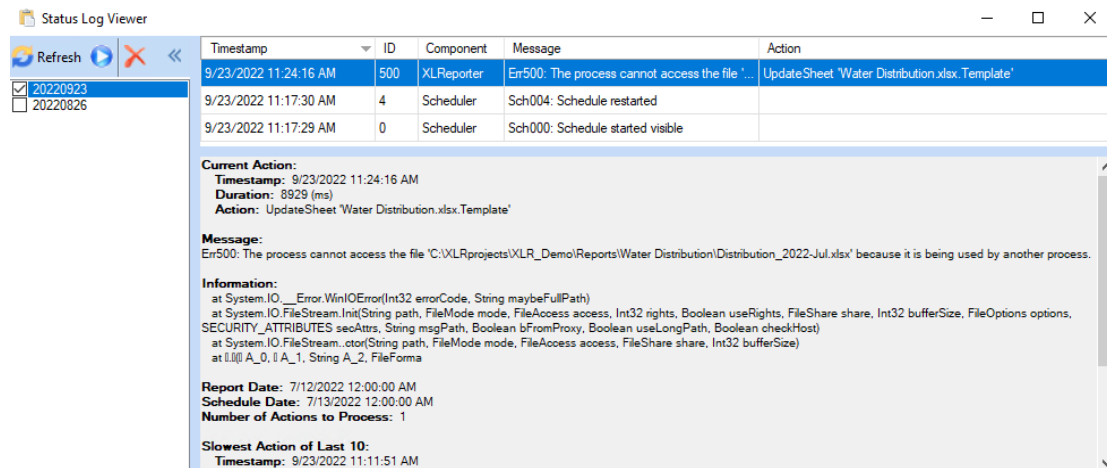 Status Log Viewer
Refresh
20220923
20220826
Timestamp ID Component Message Action
9/23/2022 11:24:16 AM 500 XLReporter Err500: The process cannot access the file '... UpdateSheet 'Water Distribution.xlsx.Template'
9/23/2022 11:17:30 AM 4 Scheduler Sch004: Schedule restarted
9/23/2022 11:17:29 AM 0 Scheduler Sch000: Schedule started visible
Current Action:
Timestamp: 9/23/2022 11:24:16 AM
Duration: 8929 (ms)
Action: UpdateSheet 'Water Distribution.xlsx.Template'
Message:
Err500: The process cannot access the file 'C:\XLRprojects\XLR_Demo\Reports\Water Distribution\Distribution_2022-Jul.xlsx' because it is being used by another process.
Information:
at System.IO.__Error.WinIOError(Int32 errorCode, String maybeFullPath)
at System.IO.FileStream.Init(String path, FileMode mode, FileAccess access, Int32 rights, Boolean useRights, FileShare share, Int32 bufferSize, FileOptions options,
SECURITY_ATTRIBUTES secAttrs, String msgPath, Boolean bFromProxy, Boolean useLongPath, Boolean checkHost)
at System.IO.FileStream..ctor(String path, FileMode mode, FileAccess access, FileShare share, Int32 bufferSize)
at ▯.▯(▯ A_0, ▯ A_1, String A_2, FileForma
Report Date: 7/12/2022 12:00:00 AM
Schedule Date: 7/13/2022 12:00:00 AM
Number of Actions to Process: 1
Slowest Action of Last 10:
Timestamp: 9/23/2022 11:11:51 AM